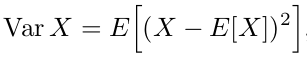 Var X = E[(X − E[X])²].